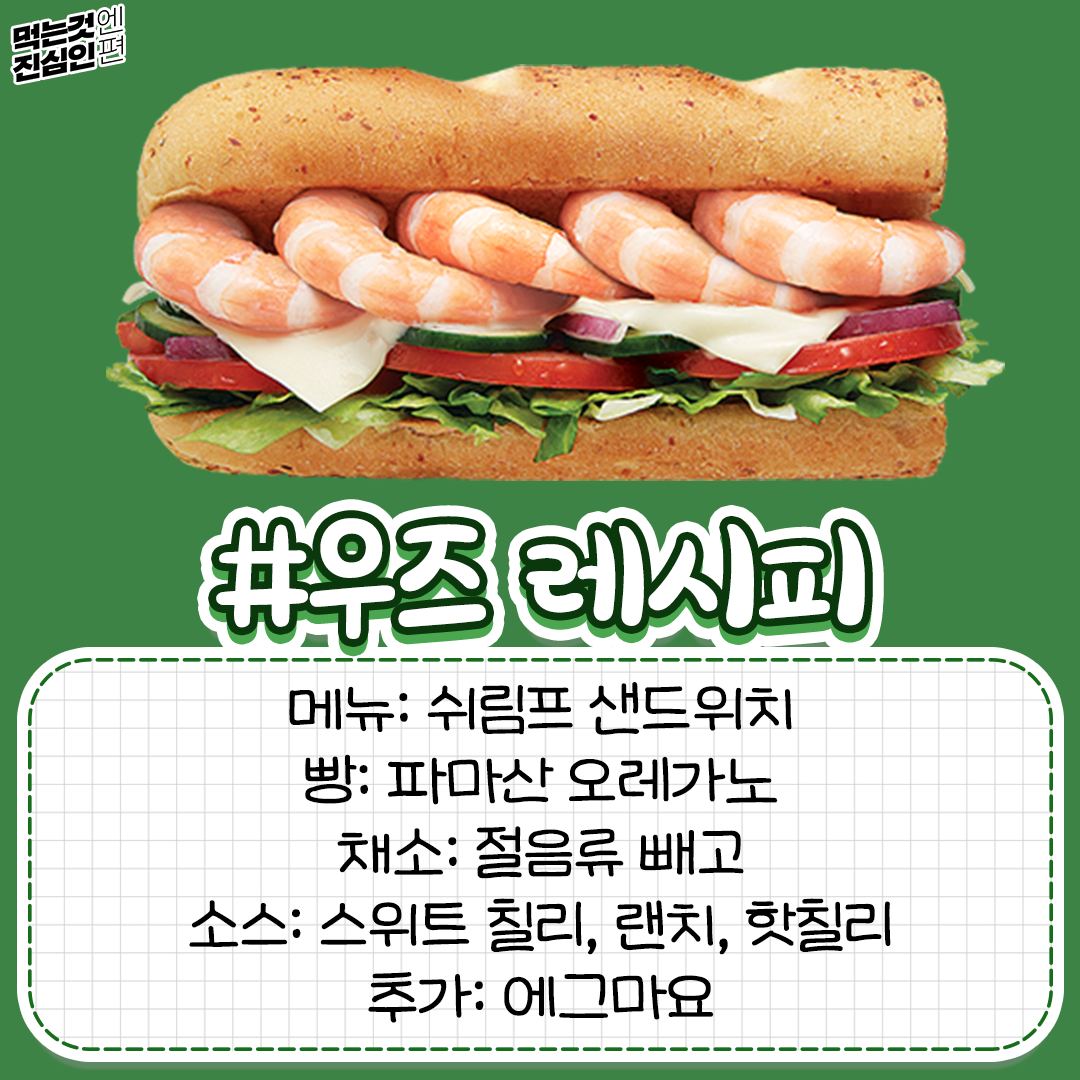 먹는것엔
진심인편
#우즈 레시피
메뉴: 쉬림프 샌드위치
빵: 파마산 오레가노
채소: 절음류 빼고
소스: 스위트 칠리, 랜치, 핫칠리
추가: 에그마요